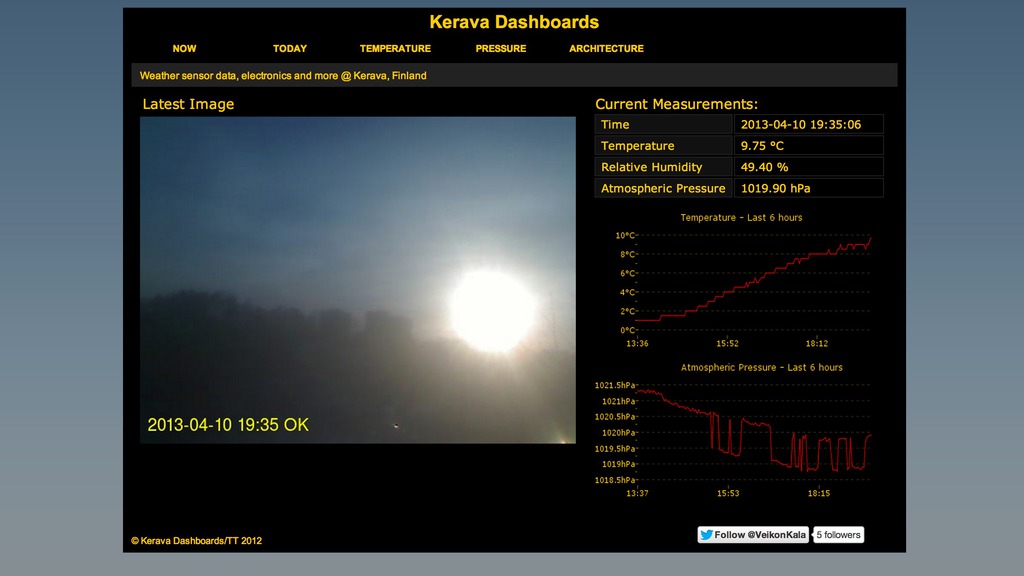 Kerava Dashboards
NOW TODAY TEMPERATURE PRESSURE ARCHITECTURE
Weather sensor data, electronics and more @ Kerava, Finland
Latest Image
2013-04-10 19:35 OK
Current Measurements:
Time 2013-04-10 19:35:06
Temperature 9.75 °C
Relative Humidity 49.40 %
Atmospheric Pressure 1019.90 hPa
Temperature - Last 6 hours
10°C
8°C
6°C
4°C
2°C
0°C
13:36 15:52 18:12
Atmospheric Pressure - Last 6 hours
1021.5hPa
1021hPa
1020.5hPa
1020hPa
1019.5hPa
1019hPa
1018.5hPa
13:37 15:53 18:15
© Kerava Dashboards/TT 2012
Follow @VeikonKala 5 followers